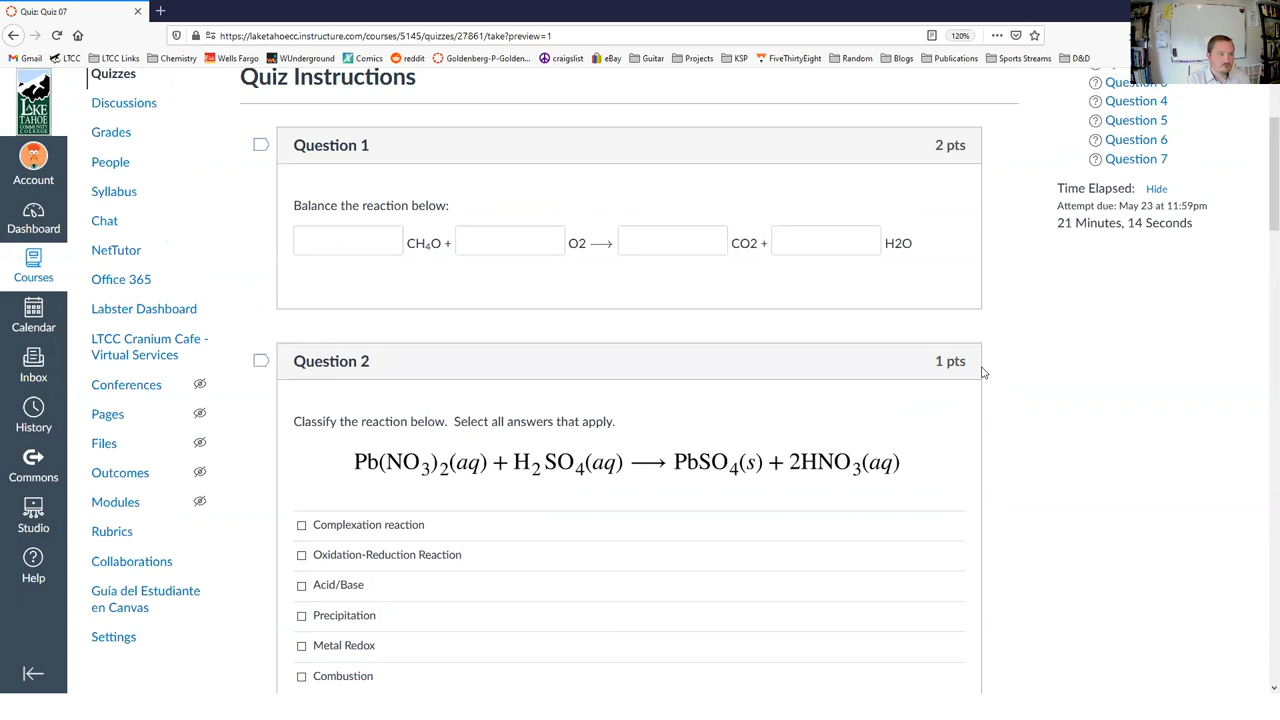 Quiz: Quiz 07
https://laketahoecc.instructure.com/courses/5145/quizzes/27861/take?preview=1
120%
Gmail LTCC LTCC Links Chemistry Wells Fargo WUnderground Comics reddit Goldenberg-P-Golden... craigslist eBay Guitar Projects KSP FiveThirtyEight Random Blogs Publications Sports Streams D&D
LAKE
TAHOE
COMMUNITY
COLLEGE
Account
Dashboard
Courses
Calendar
Inbox
History
Commons
Studio
Help
Quizzes
Discussions
Grades
People
Syllabus
Chat
NetTutor
Office 365
Labster Dashboard
LTCC Cranium Cafe -
Virtual Services
Conferences
Pages
Files
Outcomes
Modules
Rubrics
Collaborations
Guía del Estudiante
en Canvas
Settings
Quiz Instructions
Question 1 2 pts
Balance the reaction below:
CH₄O + O2 ⟶ CO2 + H2O
Question 2 1 pts
Classify the reaction below. Select all answers that apply.
Pb(NO₃)₂(aq) + H₂SO₄(aq) ⟶ PbSO₄(s) + 2HNO₃(aq)
Complexation reaction
Oxidation-Reduction Reaction
Acid/Base
Precipitation
Metal Redox
Combustion
Question 4
Question 5
Question 6
Question 7
Time Elapsed: Hide
Attempt due: May 23 at 11:59pm
21 Minutes, 14 Seconds